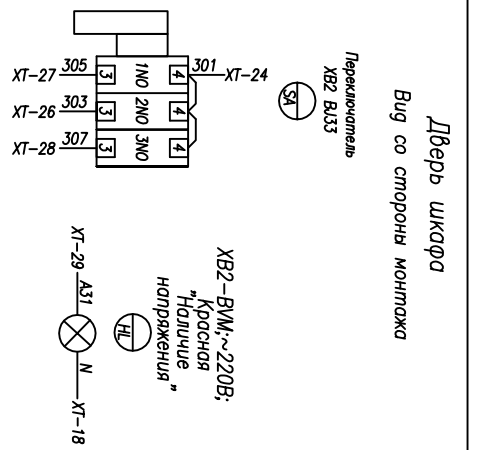 Дверь шкафа
Вид со стороны монтажа
Переключатель
XB2 BJ33
SA
XT-27 305 3 1NO 4 301 XT-24
XT-26 303 3 2NO 4
XT-28 307 3 3NO 4
XB2-BVM,~220В;
Красная
„Наличие
напряжения”
HL
XT-29 A31 N XT-18